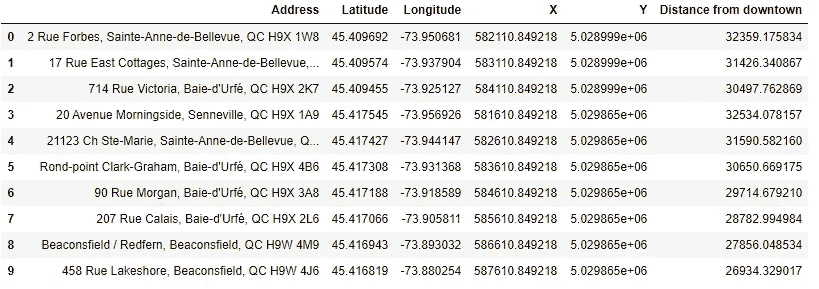 Address Latitude Longitude X Y Distance from downtown
0 2 Rue Forbes, Sainte-Anne-de-Bellevue, QC H9X 1W8 45.409692 -73.950681 582110.849218 5.028999e+06 32359.175834
1 17 Rue East Cottages, Sainte-Anne-de-Bellevue,... 45.409574 -73.937904 583110.849218 5.028999e+06 31426.340867
2 714 Rue Victoria, Baie-d'Urfé, QC H9X 2K7 45.409455 -73.925127 584110.849218 5.028999e+06 30497.762869
3 20 Avenue Morningside, Senneville, QC H9X 1A9 45.417545 -73.956926 581610.849218 5.029865e+06 32534.078157
4 21123 Ch Ste-Marie, Sainte-Anne-de-Bellevue, Q... 45.417427 -73.944147 582610.849218 5.029865e+06 31590.582160
5 Rond-point Clark-Graham, Baie-d'Urfé, QC H9X 4B6 45.417308 -73.931368 583610.849218 5.029865e+06 30650.669175
6 90 Rue Morgan, Baie-d'Urfé, QC H9X 3A8 45.417188 -73.918589 584610.849218 5.029865e+06 29714.679210
7 207 Rue Calais, Baie-d'Urfé, QC H9X 2L6 45.417066 -73.905811 585610.849218 5.029865e+06 28782.994984
8 Beaconsfield / Redfern, Beaconsfield, QC H9W 4M9 45.416943 -73.893032 586610.849218 5.029865e+06 27856.048534
9 458 Rue Lakeshore, Beaconsfield, QC H9W 4J6 45.416819 -73.880254 587610.849218 5.029865e+06 26934.329017